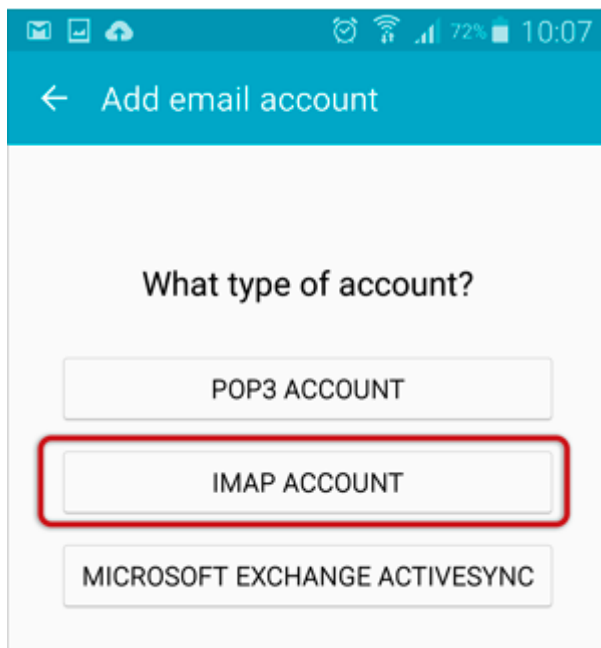 72% 10:07
Add email account
What type of account?
POP3 ACCOUNT
IMAP ACCOUNT
MICROSOFT EXCHANGE ACTIVESYNC